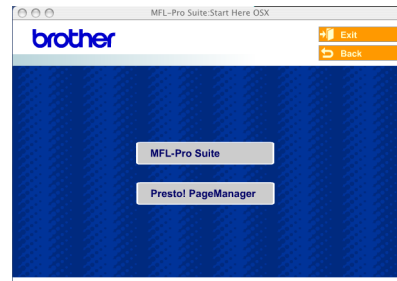 MFL-Pro Suite:Start Here OSX
brother
Exit
Back
MFL-Pro Suite
Presto! PageManager